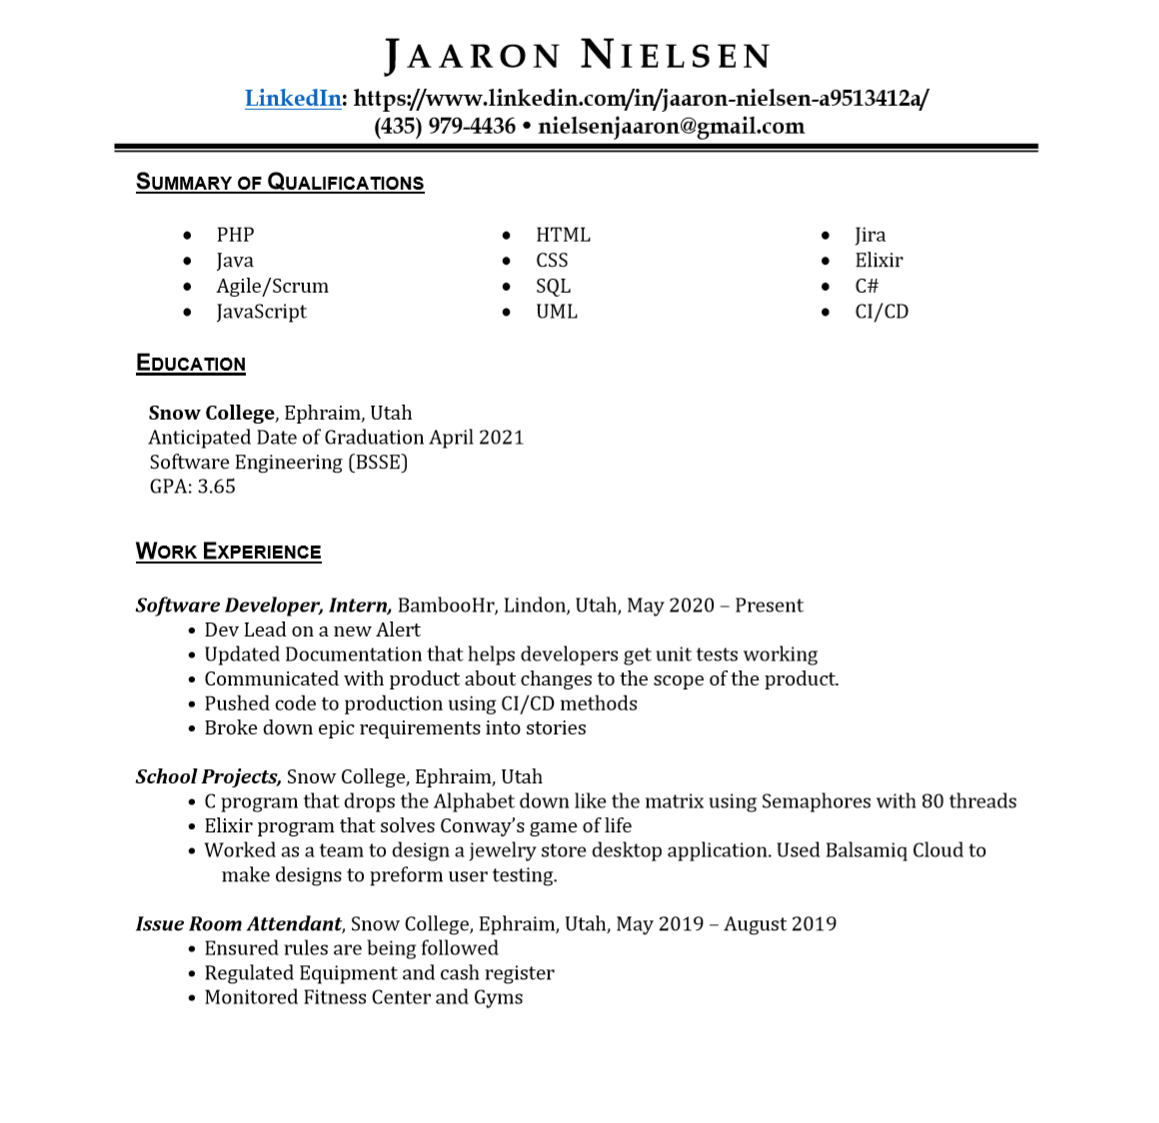 JAARON NIELSEN
LinkedIn: https://www.linkedin.com/in/jaaron-nielsen-a9513412a/
(435) 979-4436 • nielsenjaaron@gmail.com
SUMMARY OF QUALIFICATIONS
• PHP • HTML • Jira
• Java • CSS • Elixir
• Agile/Scrum • SQL • C#
• JavaScript • UML • CI/CD
EDUCATION
Snow College, Ephraim, Utah
Anticipated Date of Graduation April 2021
Software Engineering (BSSE)
GPA: 3.65
WORK EXPERIENCE
Software Developer, Intern, BambooHr, Lindon, Utah, May 2020 – Present
• Dev Lead on a new Alert
• Updated Documentation that helps developers get unit tests working
• Communicated with product about changes to the scope of the product.
• Pushed code to production using CI/CD methods
• Broke down epic requirements into stories
School Projects, Snow College, Ephraim, Utah
• C program that drops the Alphabet down like the matrix using Semaphores with 80 threads
• Elixir program that solves Conway's game of life
• Worked as a team to design a jewelry store desktop application. Used Balsamiq Cloud to
make designs to preform user testing.
Issue Room Attendant, Snow College, Ephraim, Utah, May 2019 – August 2019
• Ensured rules are being followed
• Regulated Equipment and cash register
• Monitored Fitness Center and Gyms